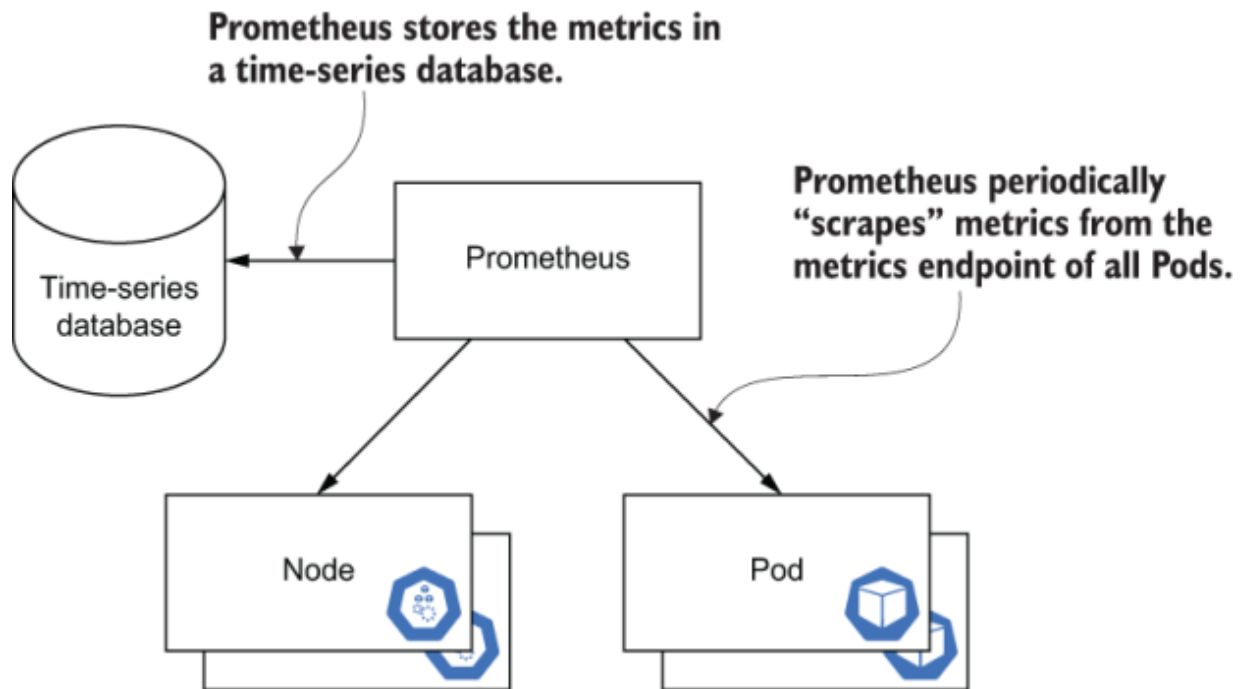 Prometheus stores the metrics in
a time-series database.
Prometheus periodically
“scrapes” metrics from the
metrics endpoint of all Pods.
Prometheus
Time-series
database
Node
Pod